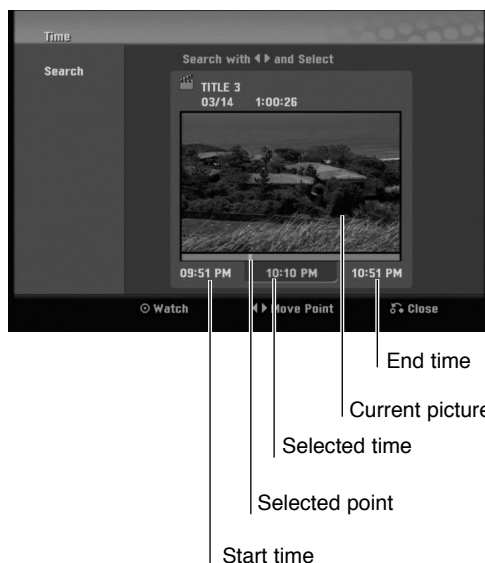 Time
Search with ◀ ▶ and Select
Search
TITLE 3
03/14 1:00:26
09:51 PM 10:10 PM 10:51 PM
⊙ Watch ◀ ▶ Move Point Close
End time
Current picture
Selected time
Selected point
Start time